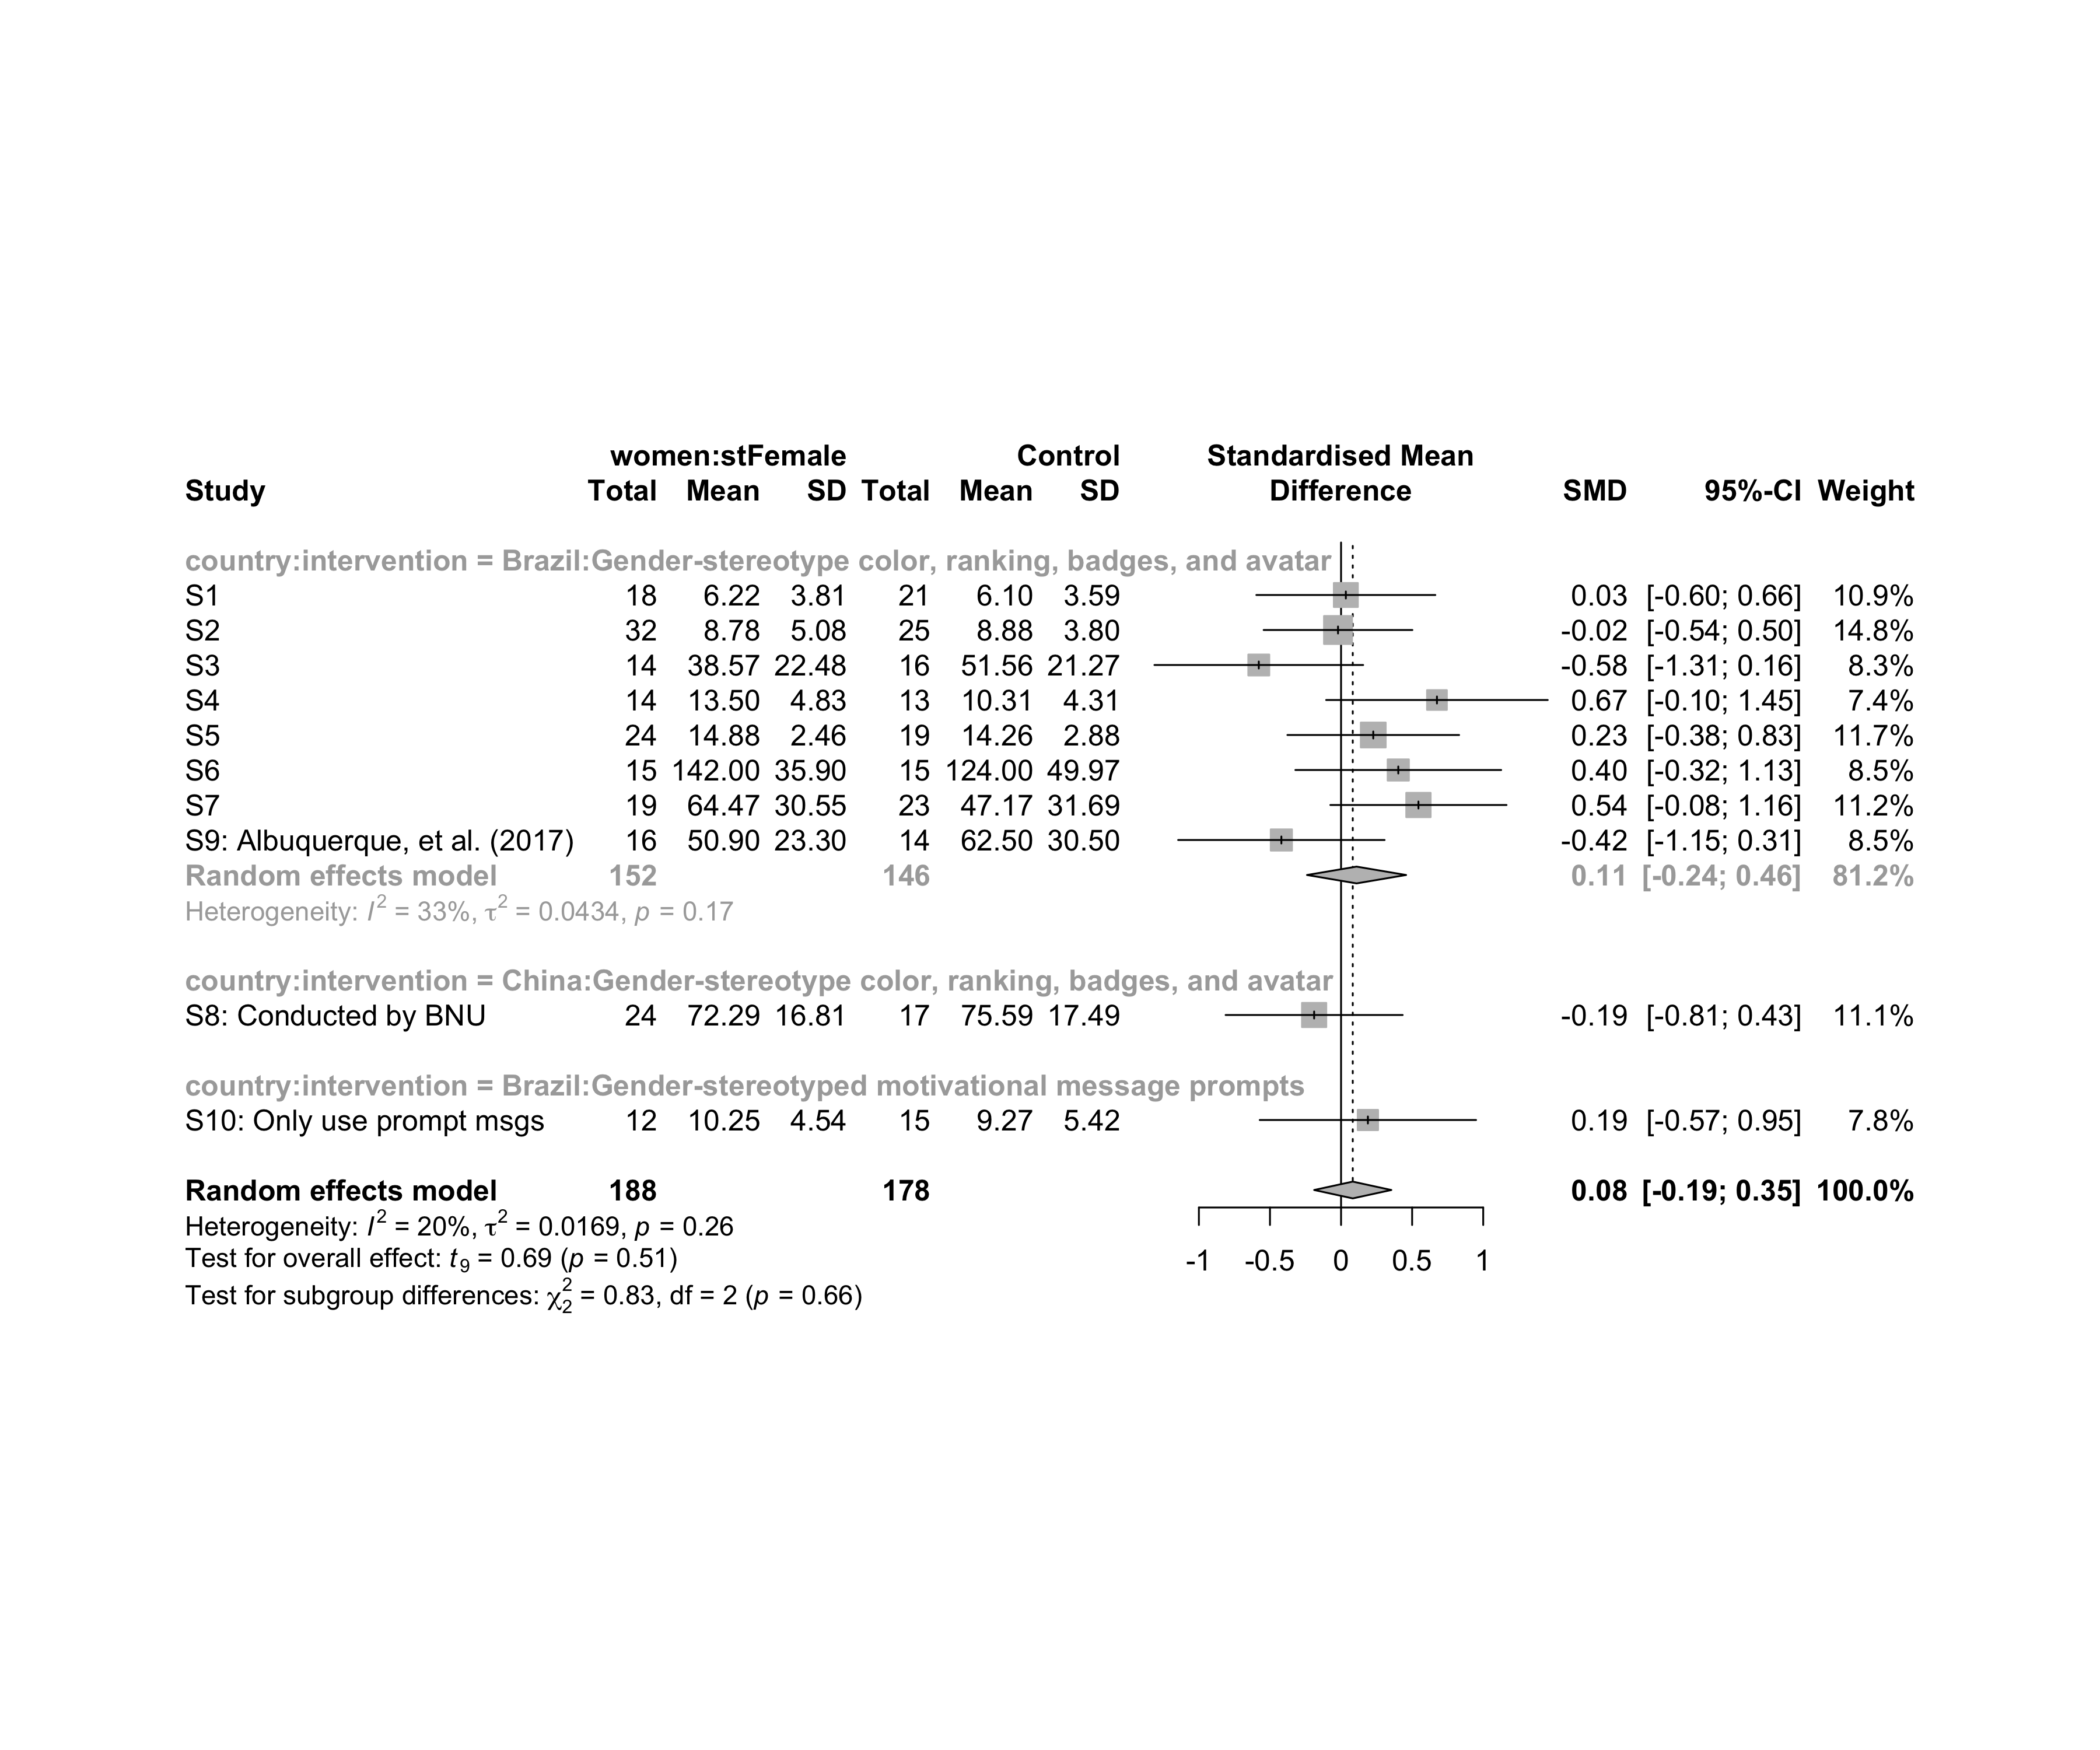 women:stFemale Control Standardised Mean
Study Total Mean SD Total Mean SD Difference SMD 95%-CI Weight
country:intervention = Brazil:Gender-stereotype color, ranking, badges, and avatar
S1 18 6.22 3.81 21 6.10 3.59 0.03 [-0.60; 0.66] 10.9%
S2 32 8.78 5.08 25 8.88 3.80 -0.02 [-0.54; 0.50] 14.8%
S3 14 38.57 22.48 16 51.56 21.27 -0.58 [-1.31; 0.16] 8.3%
S4 14 13.50 4.83 13 10.31 4.31 0.67 [-0.10; 1.45] 7.4%
S5 24 14.88 2.46 19 14.26 2.88 0.23 [-0.38; 0.83] 11.7%
S6 15 142.00 35.90 15 124.00 49.97 0.40 [-0.32; 1.13] 8.5%
S7 19 64.47 30.55 23 47.17 31.69 0.54 [-0.08; 1.16] 11.2%
S9: Albuquerque, et al. (2017) 16 50.90 23.30 14 62.50 30.50 -0.42 [-1.15; 0.31] 8.5%
Random effects model 152 146 0.11 [-0.24; 0.46] 81.2%
Heterogeneity: I² = 33%, τ² = 0.0434, p = 0.17
country:intervention = China:Gender-stereotype color, ranking, badges, and avatar
S8: Conducted by BNU 24 72.29 16.81 17 75.59 17.49 -0.19 [-0.81; 0.43] 11.1%
country:intervention = Brazil:Gender-stereotyped motivational message prompts
S10: Only use prompt msgs 12 10.25 4.54 15 9.27 5.42 0.19 [-0.57; 0.95] 7.8%
Random effects model 188 178 0.08 [-0.19; 0.35] 100.0%
Heterogeneity: I² = 20%, τ² = 0.0169, p = 0.26
Test for overall effect: t₉ = 0.69 (p = 0.51)
-1 -0.5 0 0.5 1
Test for subgroup differences: χ²₂ = 0.83, df = 2 (p = 0.66)